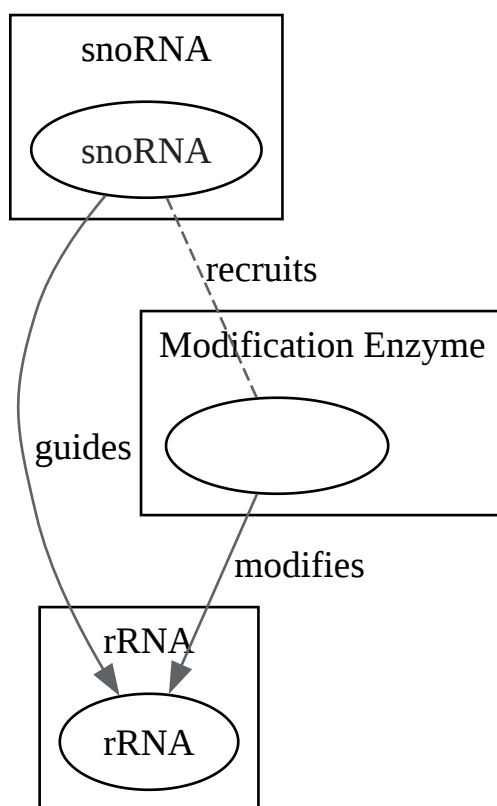 snoRNA
snoRNA
recruits
Modification Enzyme
guides
modifies
rRNA
rRNA